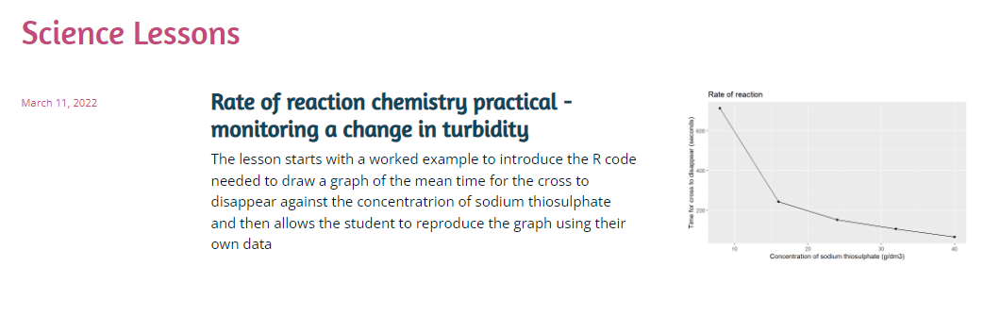 Science Lessons
March 11, 2022
Rate of reaction chemistry practical -
monitoring a change in turbidity
The lesson starts with a worked example to introduce the R code
needed to draw a graph of the mean time for the cross to
disappear against the concentratrion of sodium thiosulphate
and then allows the student to reproduce the graph using their
own data
Rate of reaction
Time for cross to disappear (seconds)
600
400
200
10 20 30 40
Concentration of sodium thiosulphate (g/dm3)